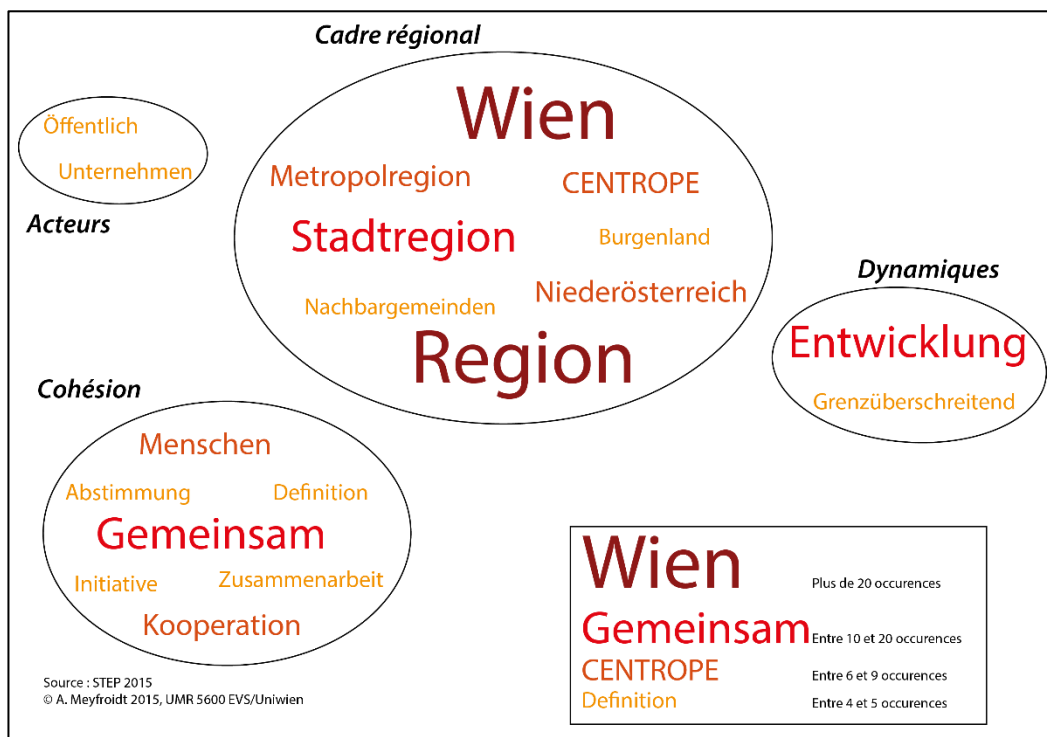 Cadre régional
Wien
Metropolregion
CENTROPE
Stadtregion
Burgenland
Niederösterreich
Nachbargemeinden
Region
Öffentlich
Unternehmen
Acteurs
Dynamiques
Entwicklung
Grenzüberschreitend
Cohésion
Menschen
Abstimmung
Definition
Gemeinsam
Initiative
Zusammenarbeit
Kooperation
Wien Plus de 20 occurences
Gemeinsam Entre 10 et 20 occurences
CENTROPE Entre 6 et 9 occurences
Definition Entre 4 et 5 occurences
Source : STEP 2015
© A. Meyfroidt 2015, UMR 5600 EVS/Uniwien